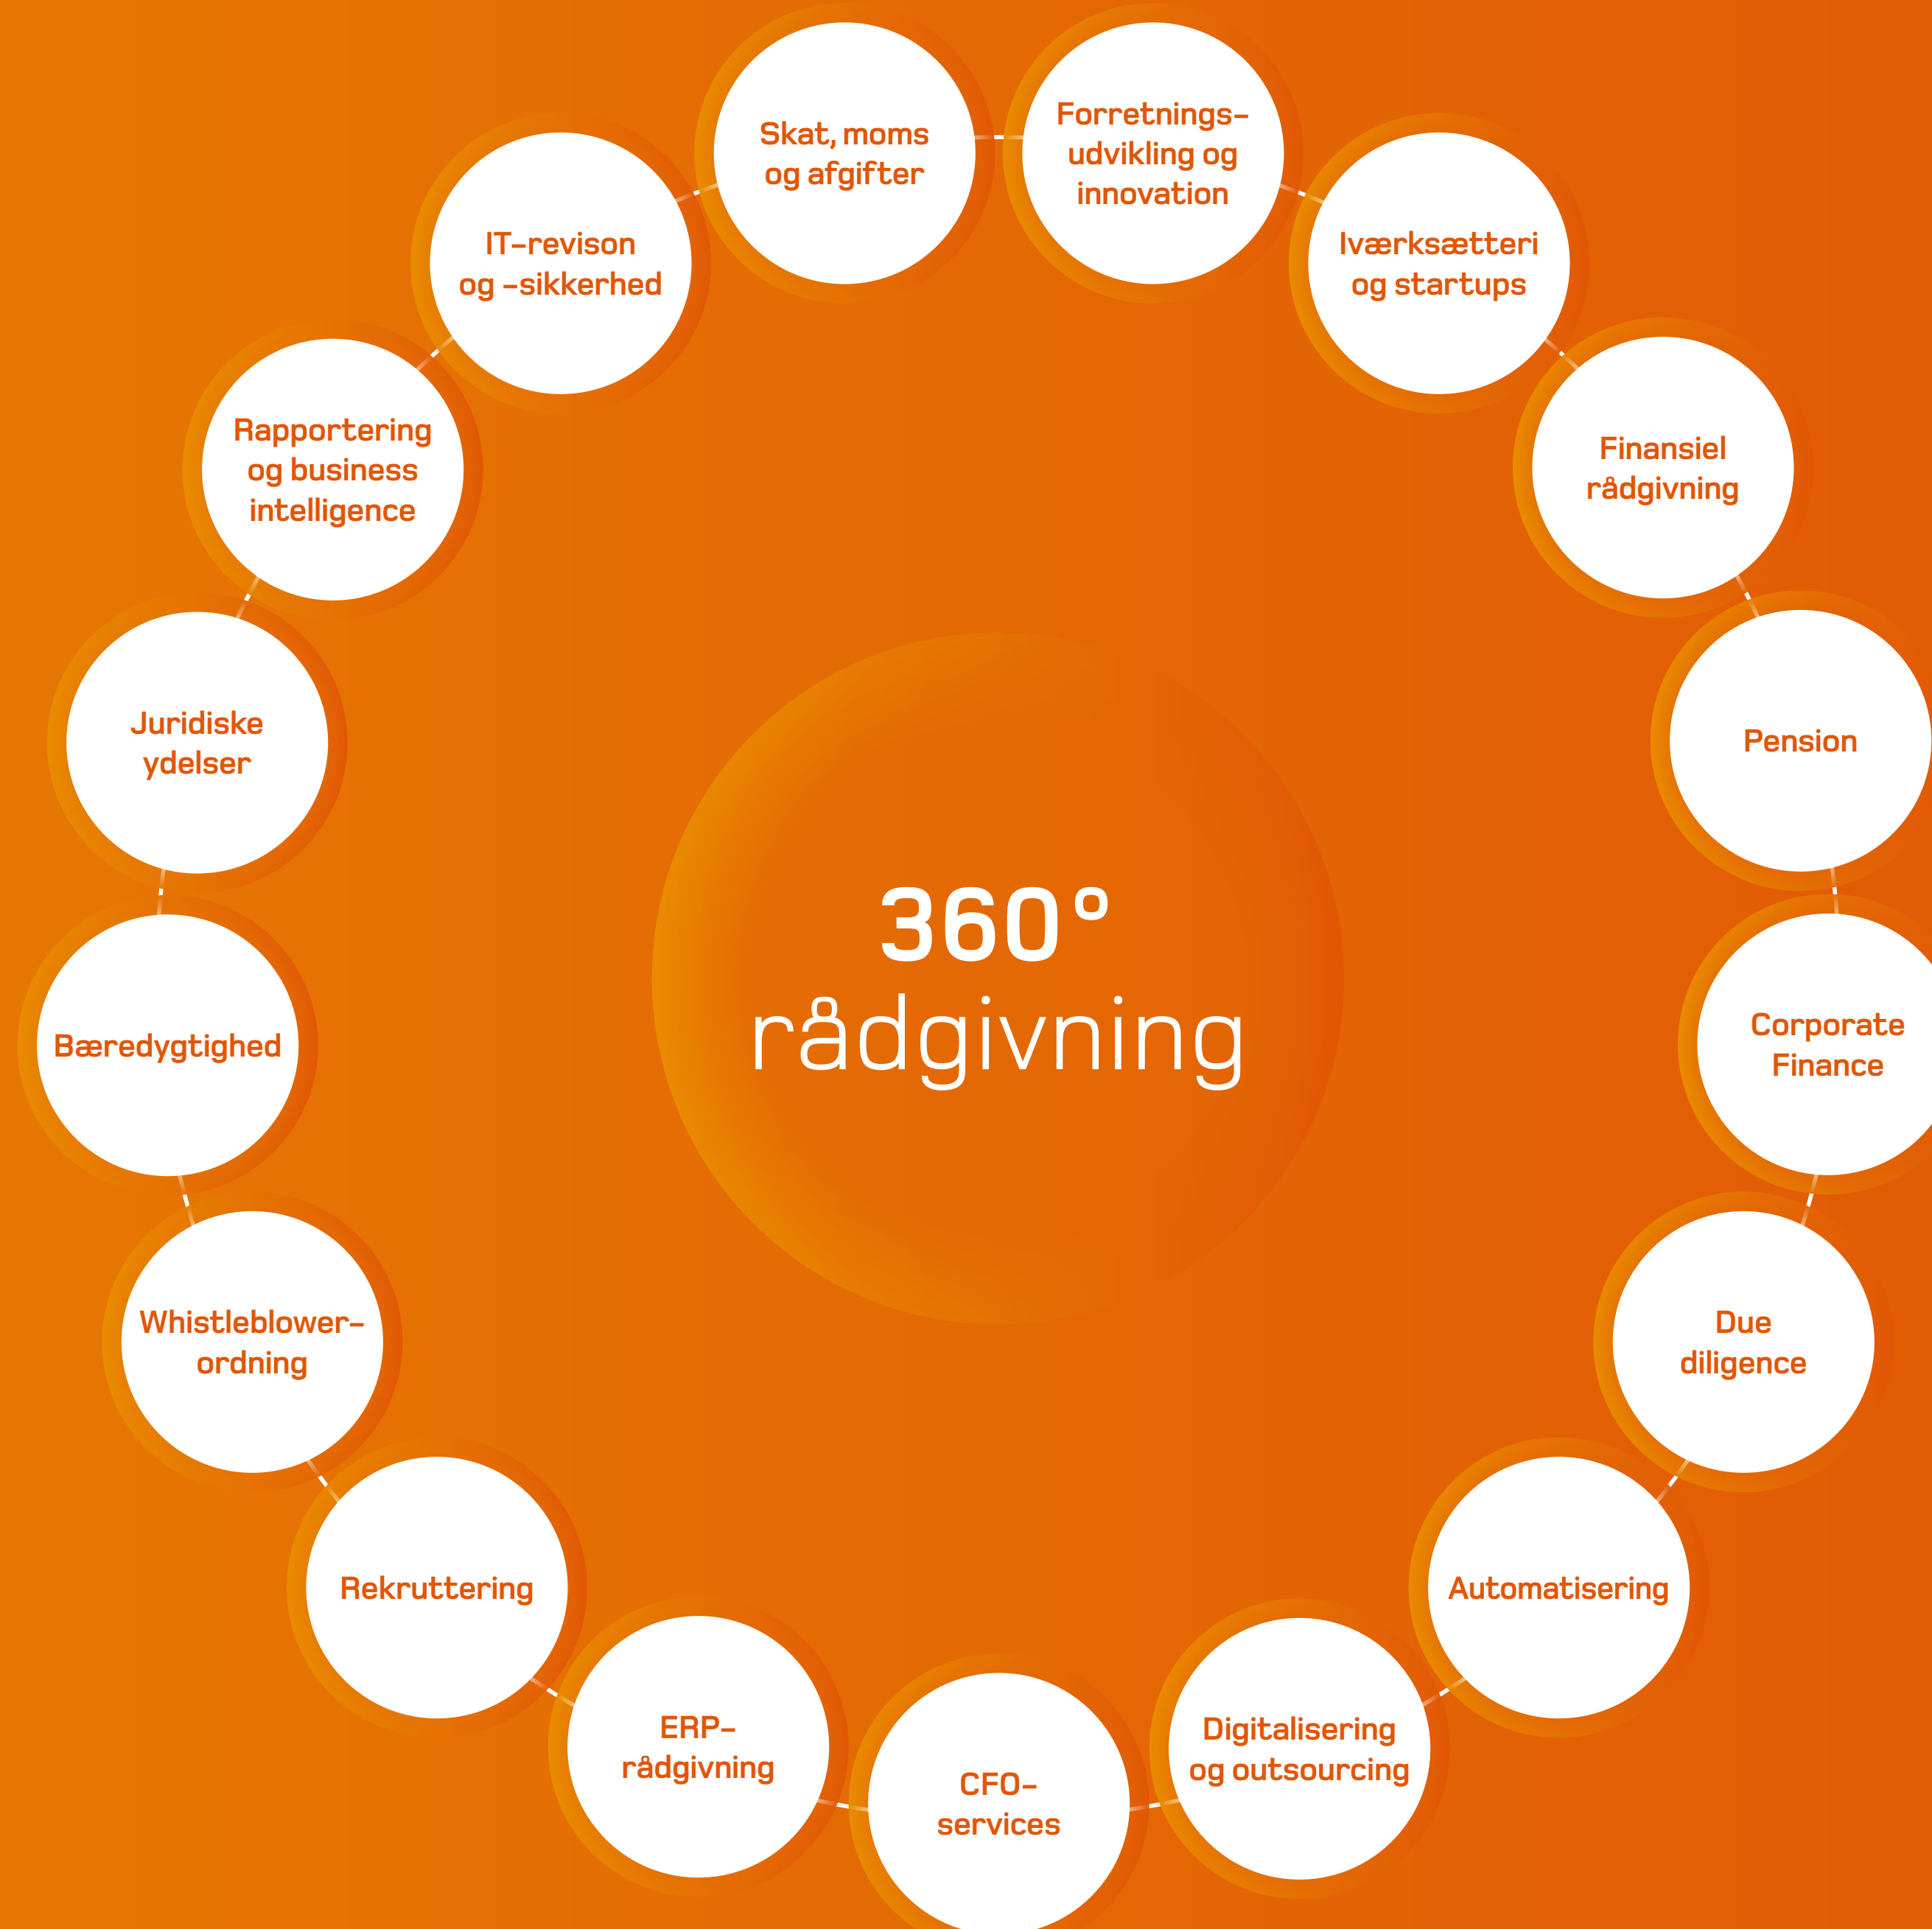 Skat, moms
og afgifter
Forretnings-
udvikling og
innovation
Iværksætteri
og startups
Finansiel
rådgivning
Pension
Corporate
Finance
Due
diligence
Automatisering
Digitalisering
og outsourcing
CFO-
services
ERP-
rådgivning
Rekruttering
Whistleblower-
ordning
Bæredygtighed
Juridiske
ydelser
Rapportering
og business
intelligence
IT-revison
og -sikkerhed
360°
rådgivning